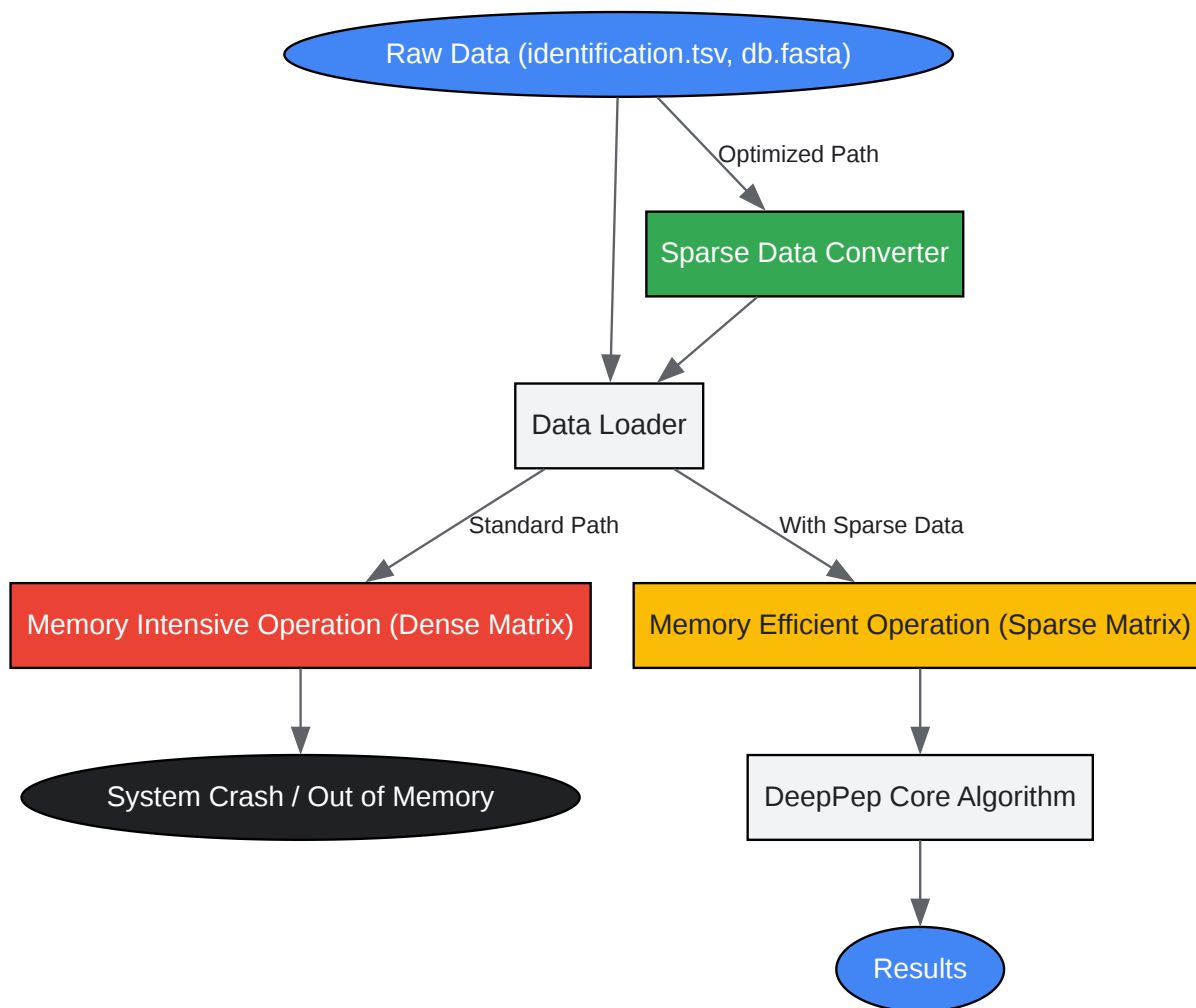 Raw Data (identification.tsv, db.fasta)
Optimized Path
Sparse Data Converter
Data Loader
Standard Path
With Sparse Data
Memory Intensive Operation (Dense Matrix)
Memory Efficient Operation (Sparse Matrix)
System Crash / Out of Memory
DeepPep Core Algorithm
Results